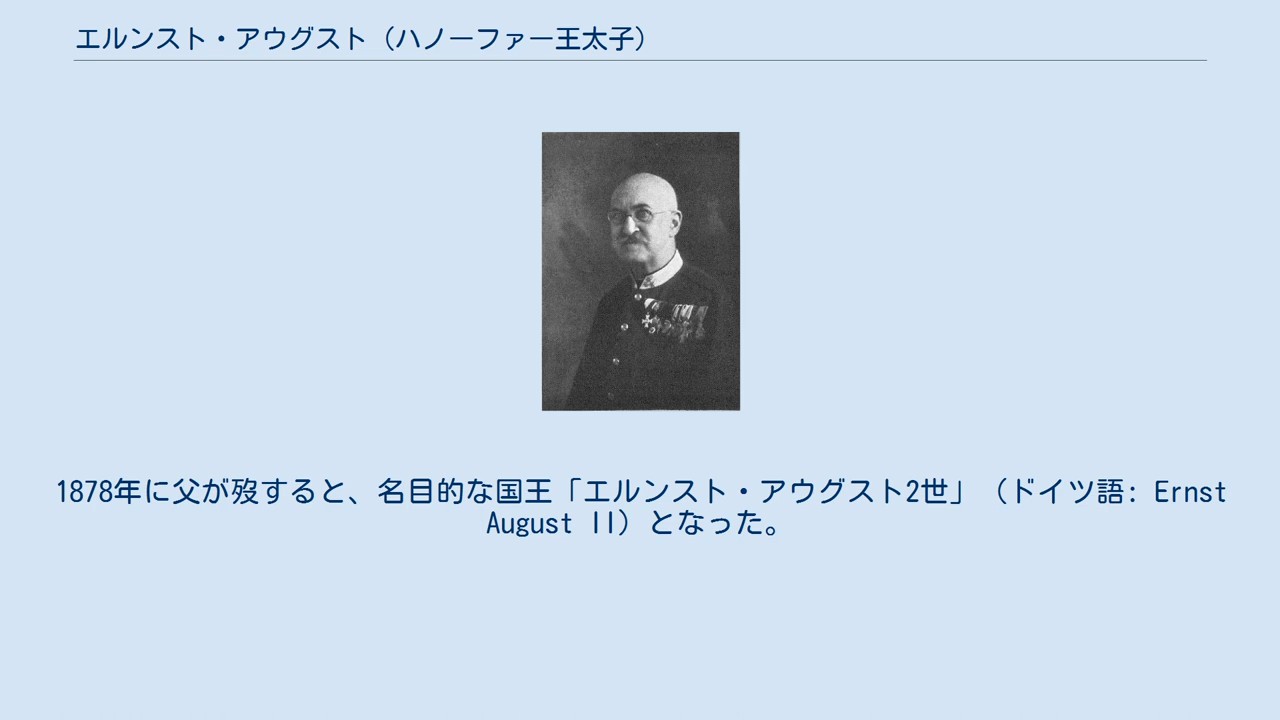 エルンスト・アウグスト（ハノーファー王太子）
1878年に父が歿すると、名目的な国王「エルンスト・アウグスト2世」（ドイツ語: Ernst
August II）となった。